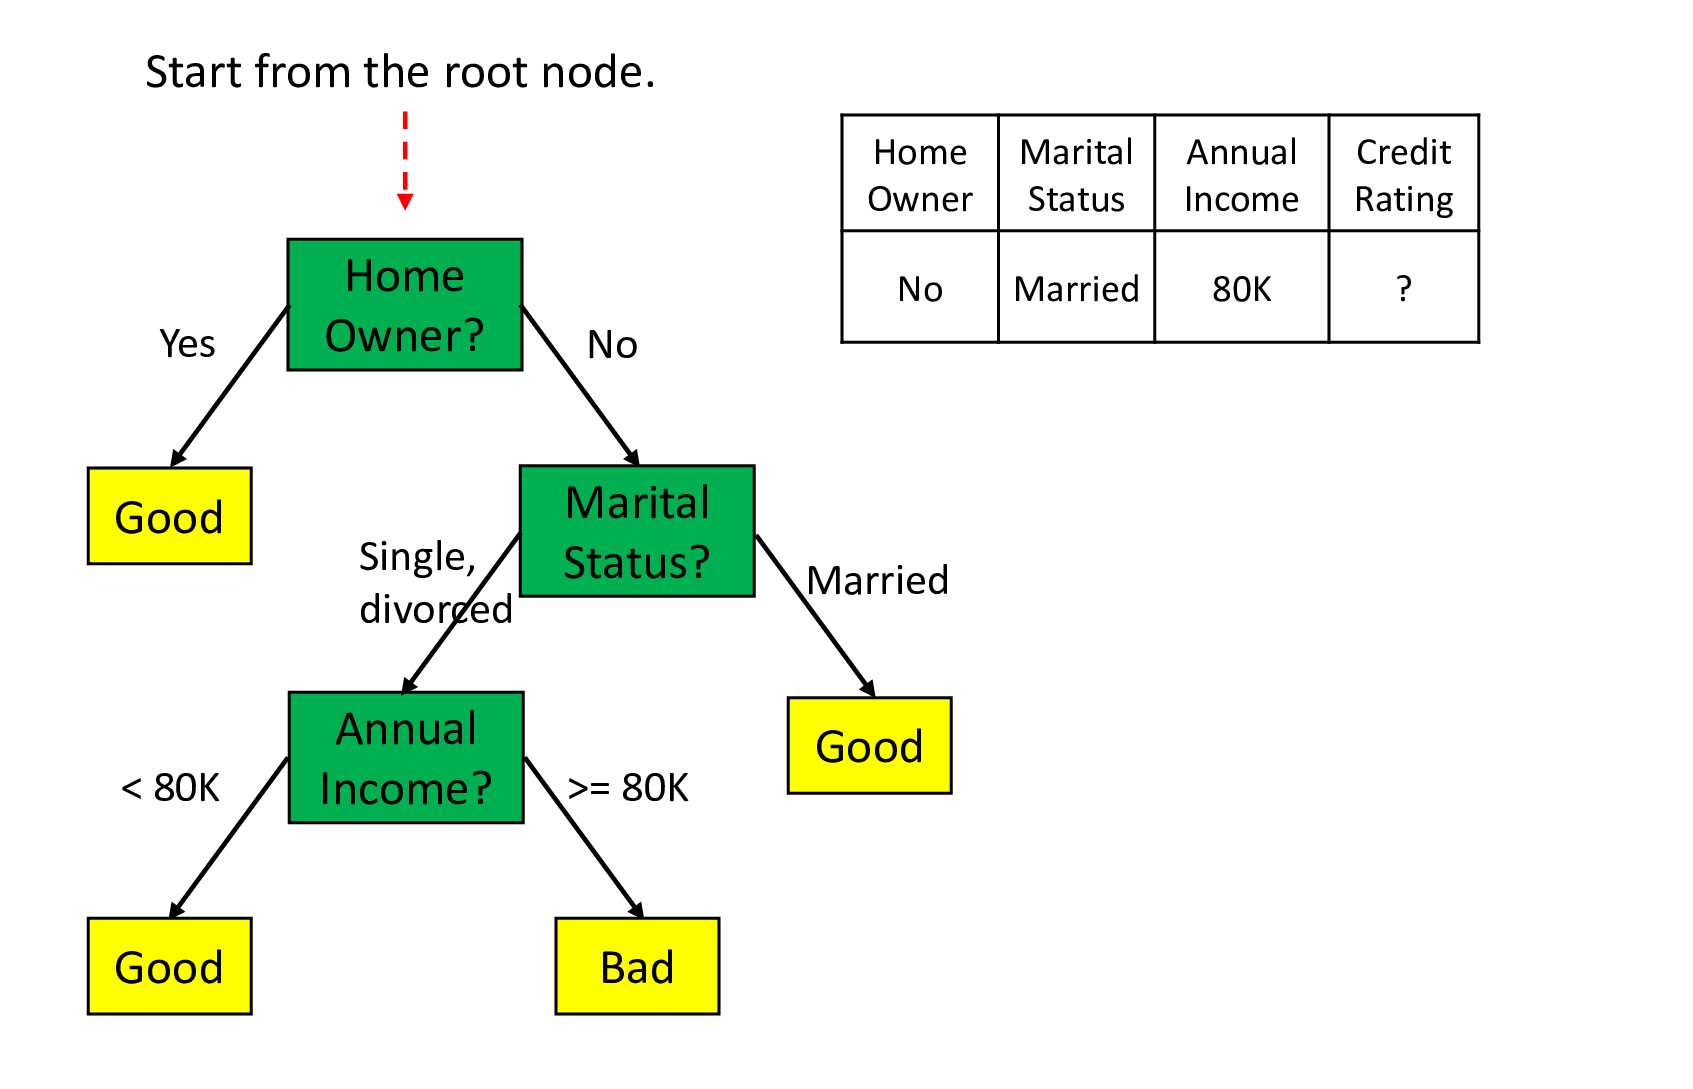 Start from the root node.
Home
Owner
Marital
Status
Annual
Income
Credit
Rating
No
Married
80K
?
Home
Owner?
Yes
No
Good
Marital
Status?
Single,
divorced
Married
Annual
Income?
Good
< 80K
>= 80K
Good
Bad